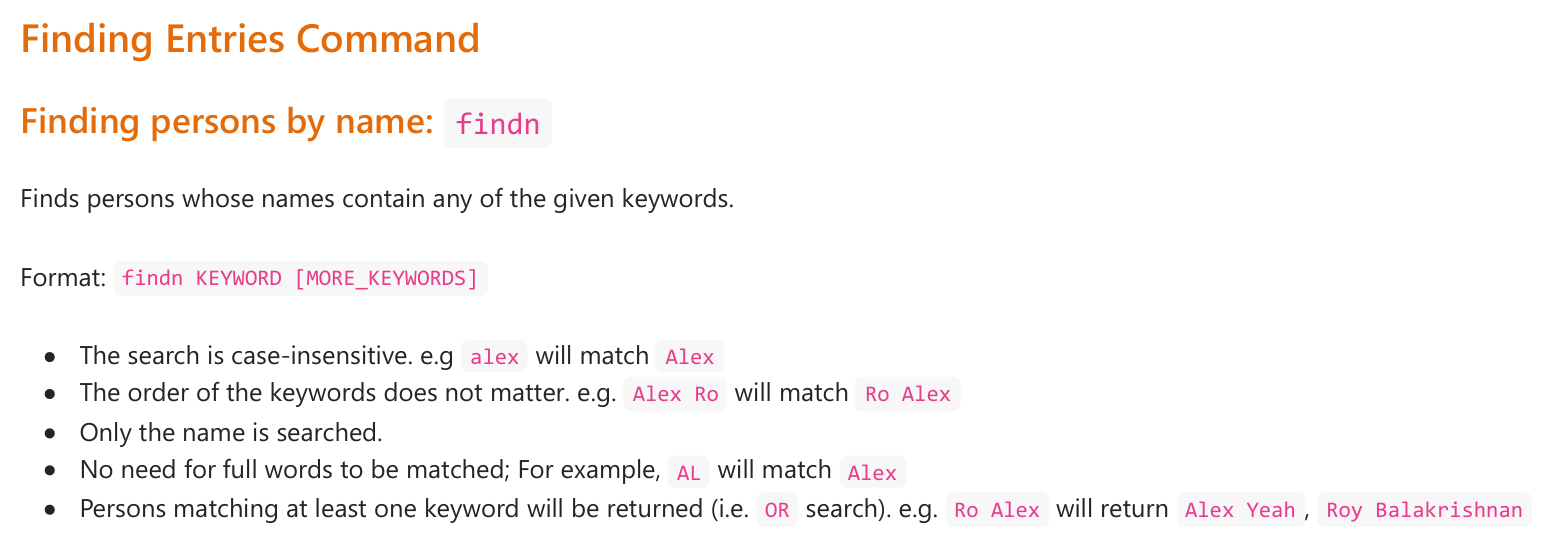 Finding Entries Command
Finding persons by name: findn
Finds persons whose names contain any of the given keywords.
Format: findn KEYWORD [MORE_KEYWORDS]
● The search is case-insensitive. e.g alex will match Alex
● The order of the keywords does not matter. e.g. Alex Ro will match Ro Alex
● Only the name is searched.
● No need for full words to be matched; For example, AL will match Alex
● Persons matching at least one keyword will be returned (i.e. OR search). e.g. Ro Alex will return Alex Yeah, Roy Balakrishnan